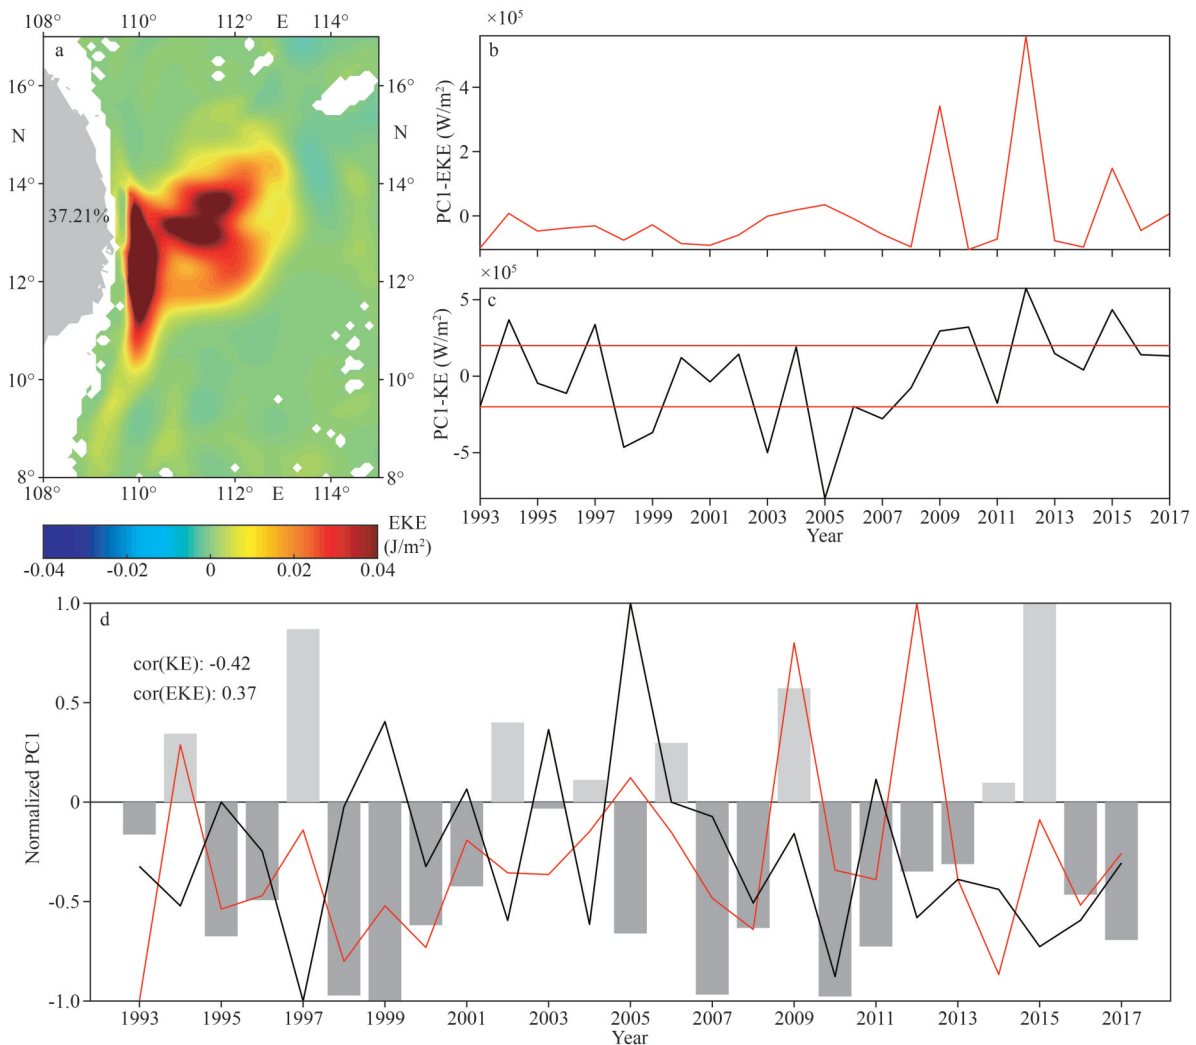 108° 110° 112° E 114°
a
16° 16°
N N
14° 14°
37.21%
12° 12°
10° 10°
8° 8°
108° 110° 112° E 114°
EKE
(J/m²)
-0.04 -0.02 0 0.02 0.04
×10⁵
b
PC1-EKE (W/m²)
4
2
0
×10⁵
c
PC1-KE (W/m²)
5
0
-5
1993 1995 1997 1999 2001 2003 2005 2007 2009 2011 2013 2015 2017
Year
d
cor(KE): -0.42
cor(EKE): 0.37
Normalized PC1
1.0
0.5
0
-0.5
-1.0
1993 1995 1997 1999 2001 2003 2005 2007 2009 2011 2013 2015 2017
Year